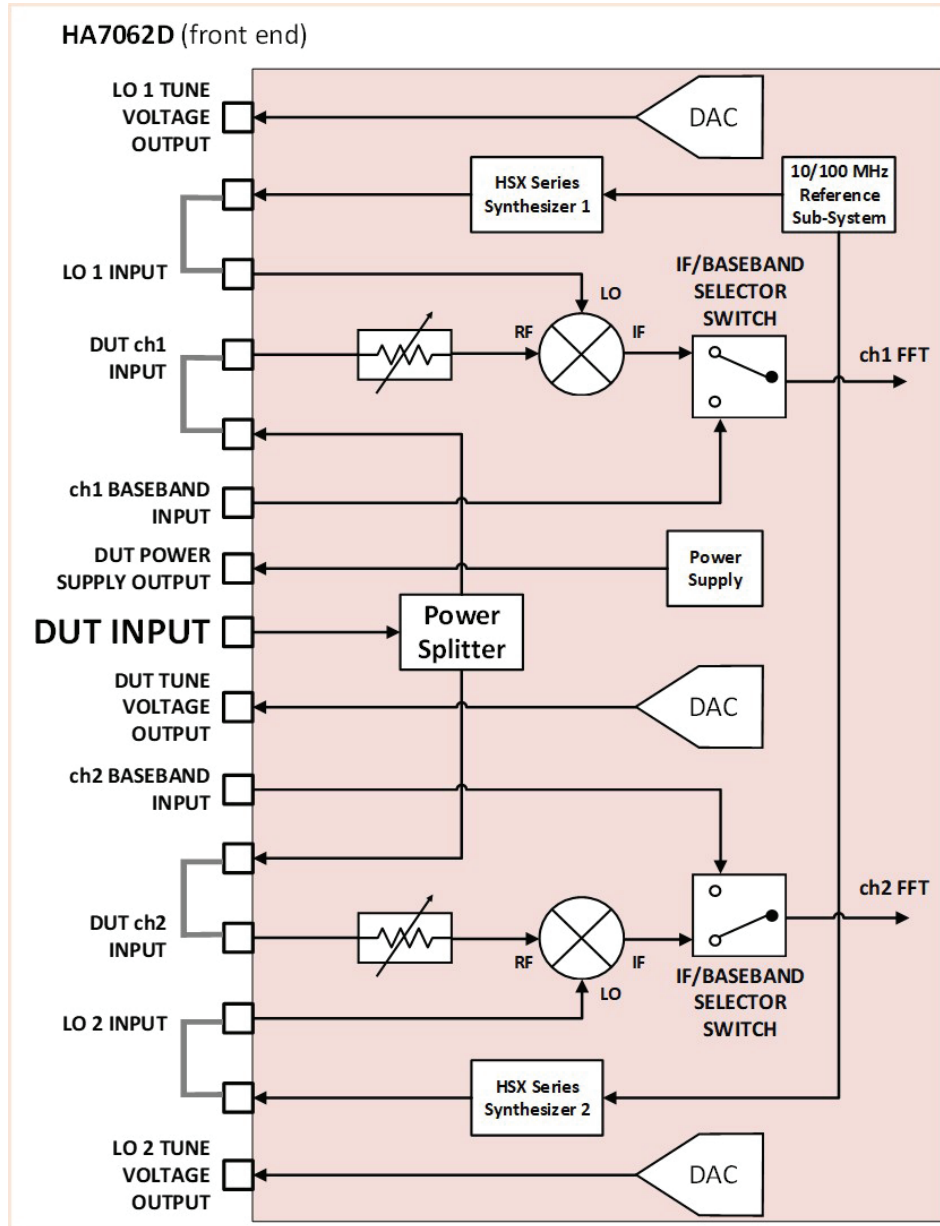 HA7062D (front end)
LO 1 TUNE
VOLTAGE
OUTPUT
DAC
HSX Series
Synthesizer 1
10/100 MHz
Reference
Sub-System
LO 1 INPUT
LO
IF/BASEBAND
SELECTOR
SWITCH
DUT ch1
INPUT
RF
IF
ch1 FFT
ch1 BASEBAND
INPUT
DUT POWER
SUPPLY OUTPUT
Power
Supply
DUT INPUT
Power
Splitter
DUT TUNE
VOLTAGE
OUTPUT
DAC
ch2 BASEBAND
INPUT
ch2 FFT
DUT ch2
INPUT
RF
IF
LO
IF/BASEBAND
SELECTOR
SWITCH
LO 2 INPUT
HSX Series
Synthesizer 2
LO 2 TUNE
VOLTAGE
OUTPUT
DAC